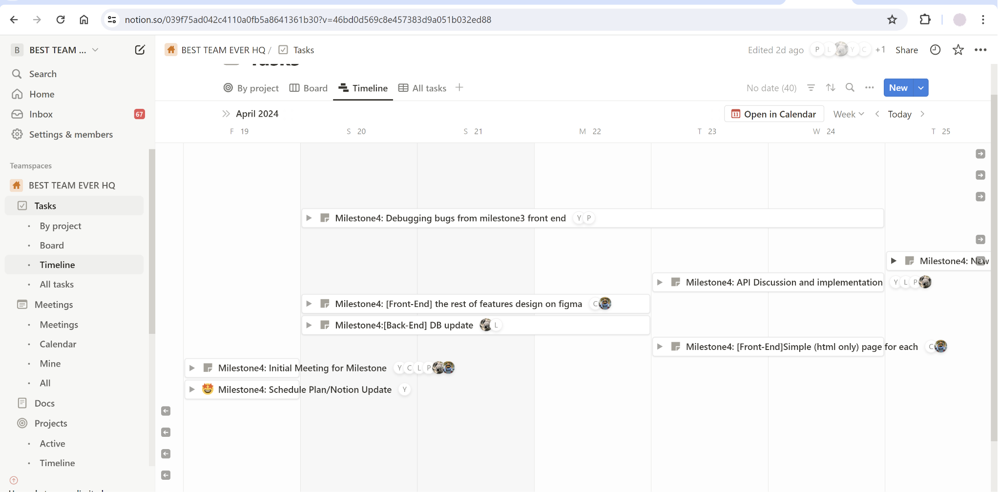 notion.so/039f75ad042c4110a0fb5a8641361b30?v=46bd0d569c8e457383d9a051b032ed88
B BEST TEAM ...
Search
Home
Inbox 67
Settings & members
Teamspaces
BEST TEAM EVER HQ
Tasks
By project
Board
Timeline
All tasks
Meetings
Meetings
Calendar
Mine
All
Docs
Projects
Active
Timeline
BEST TEAM EVER HQ / Tasks
Edited 2d ago P L Y C +1 Share
Tasks
By project Board Timeline All tasks
No date (40) New
April 2024
11 Open in Calendar Week Today
F 19 S 20 S 21 M 22 T 23 W 24 T 25
Milestone4: Debugging bugs from milestone3 front end Y P
Milestone4: New
Milestone4: API Discussion and implementation Y L P
Milestone4: [Front-End] the rest of features design on figma C
Milestone4:[Back-End] DB update L
Milestone4: [Front-End]Simple (html only) page for each C
Milestone4: Initial Meeting for Milestone Y C L P
Milestone4: Schedule Plan/Notion Update Y